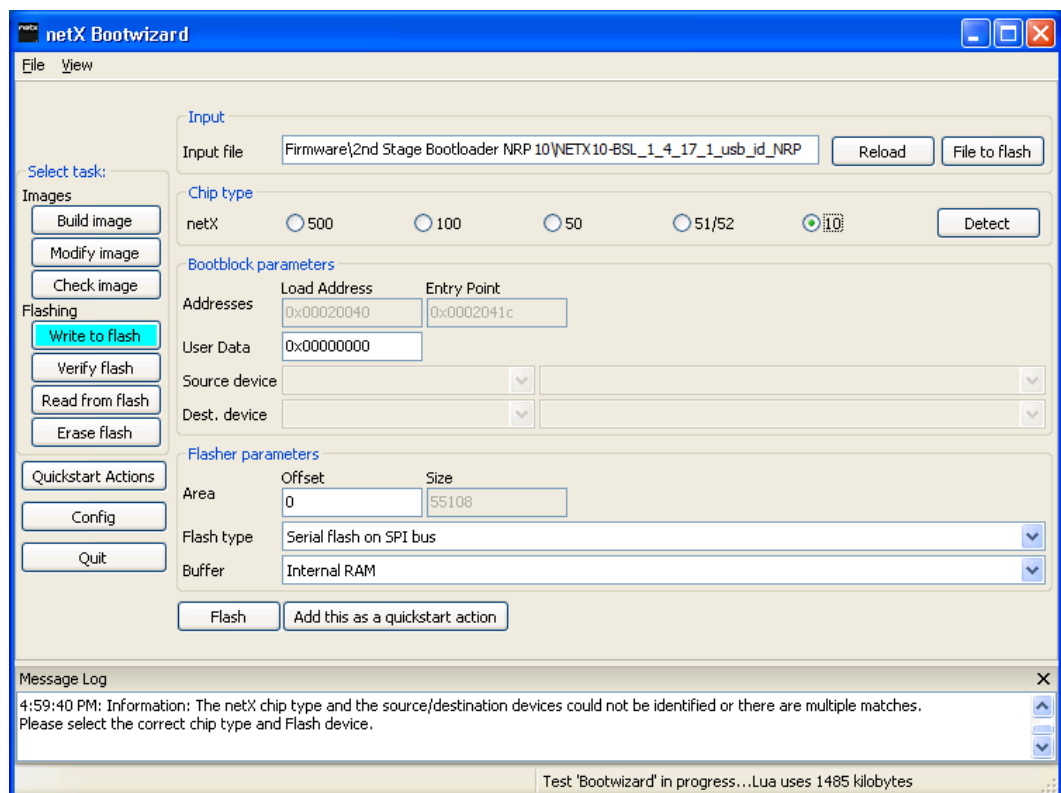 netX Bootwizard
File View
Input
Input file Firmware\2nd Stage Bootloader NRP 10\NETX10-BSL_1_4_17_1_usb_id_NRP Reload File to flash
Select task:
Images
Build image
Modify image
Check image
Flashing
Write to flash
Verify flash
Read from flash
Erase flash
Quickstart Actions
Config
Quit
Chip type
netX 500 100 50 51/52 10 Detect
Bootblock parameters
Load Address Entry Point
Addresses 0x00020040 0x0002041c
User Data 0x00000000
Source device
Dest. device
Flasher parameters
Offset Size
Area 0 55108
Flash type Serial flash on SPI bus
Buffer Internal RAM
Flash Add this as a quickstart action
Message Log
4:59:40 PM: Information: The netX chip type and the source/destination devices could not be identified or there are multiple matches.
Please select the correct chip type and Flash device.
Test 'Bootwizard' in progress...Lua uses 1485 kilobytes